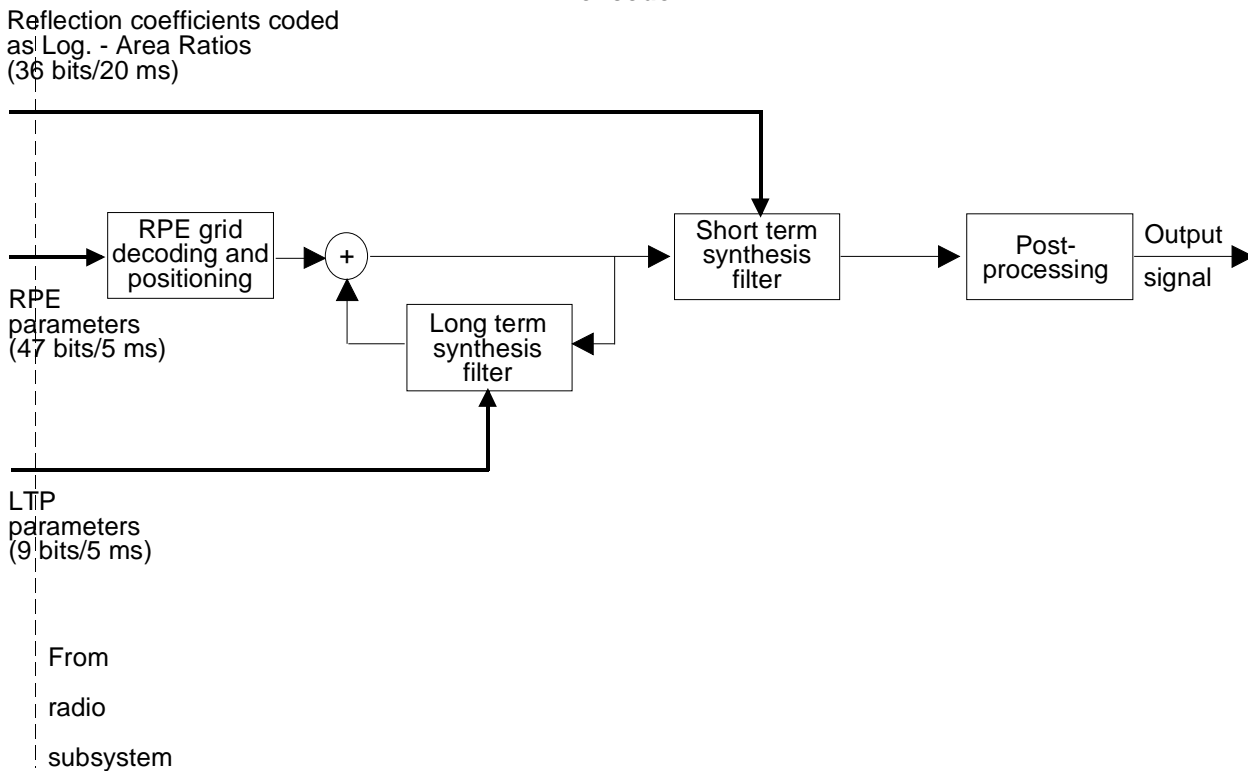 Reflection coefficients coded
as Log. - Area Ratios
(36 bits/20 ms)
RPE grid
decoding and
positioning
+
Short term
synthesis
filter
Post-
processing
Output
signal
RPE
parameters
(47 bits/5 ms)
Long term
synthesis
filter
LTP
parameters
(9 bits/5 ms)
From
radio
subsystem